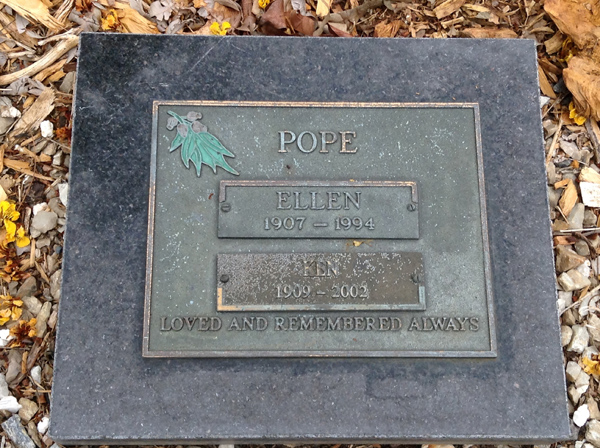 POPE
ELLEN
1907 – 1994
KEN
1909 – 2002
LOVED AND REMEMBERED ALWAYS